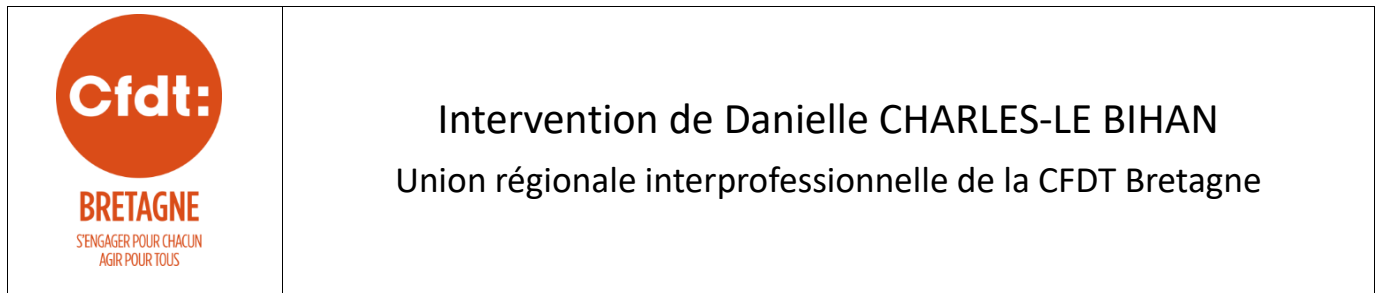 Cfdt:
BRETAGNE
S'ENGAGER POUR CHACUN
AGIR POUR TOUS
Intervention de Danielle CHARLES-LE BIHAN
Union régionale interprofessionnelle de la CFDT Bretagne